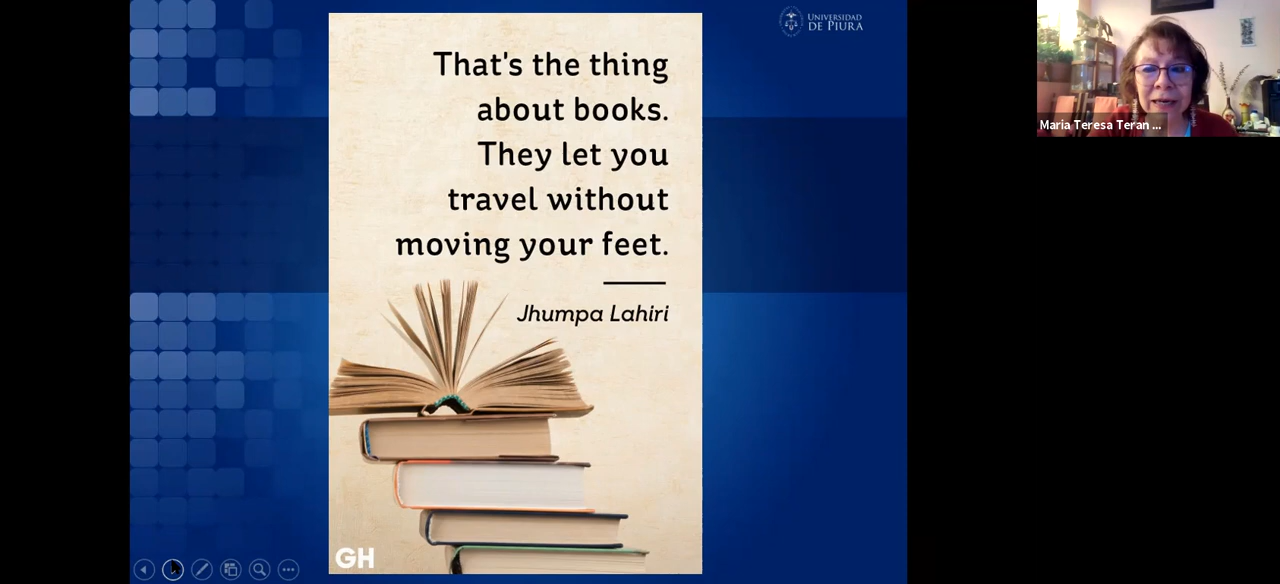 That's the thing
about books.
They let you
travel without
moving your feet.
Jhumpa Lahiri
GH
UNIVERSIDAD
DE PIURA
Maria Teresa Teran ...